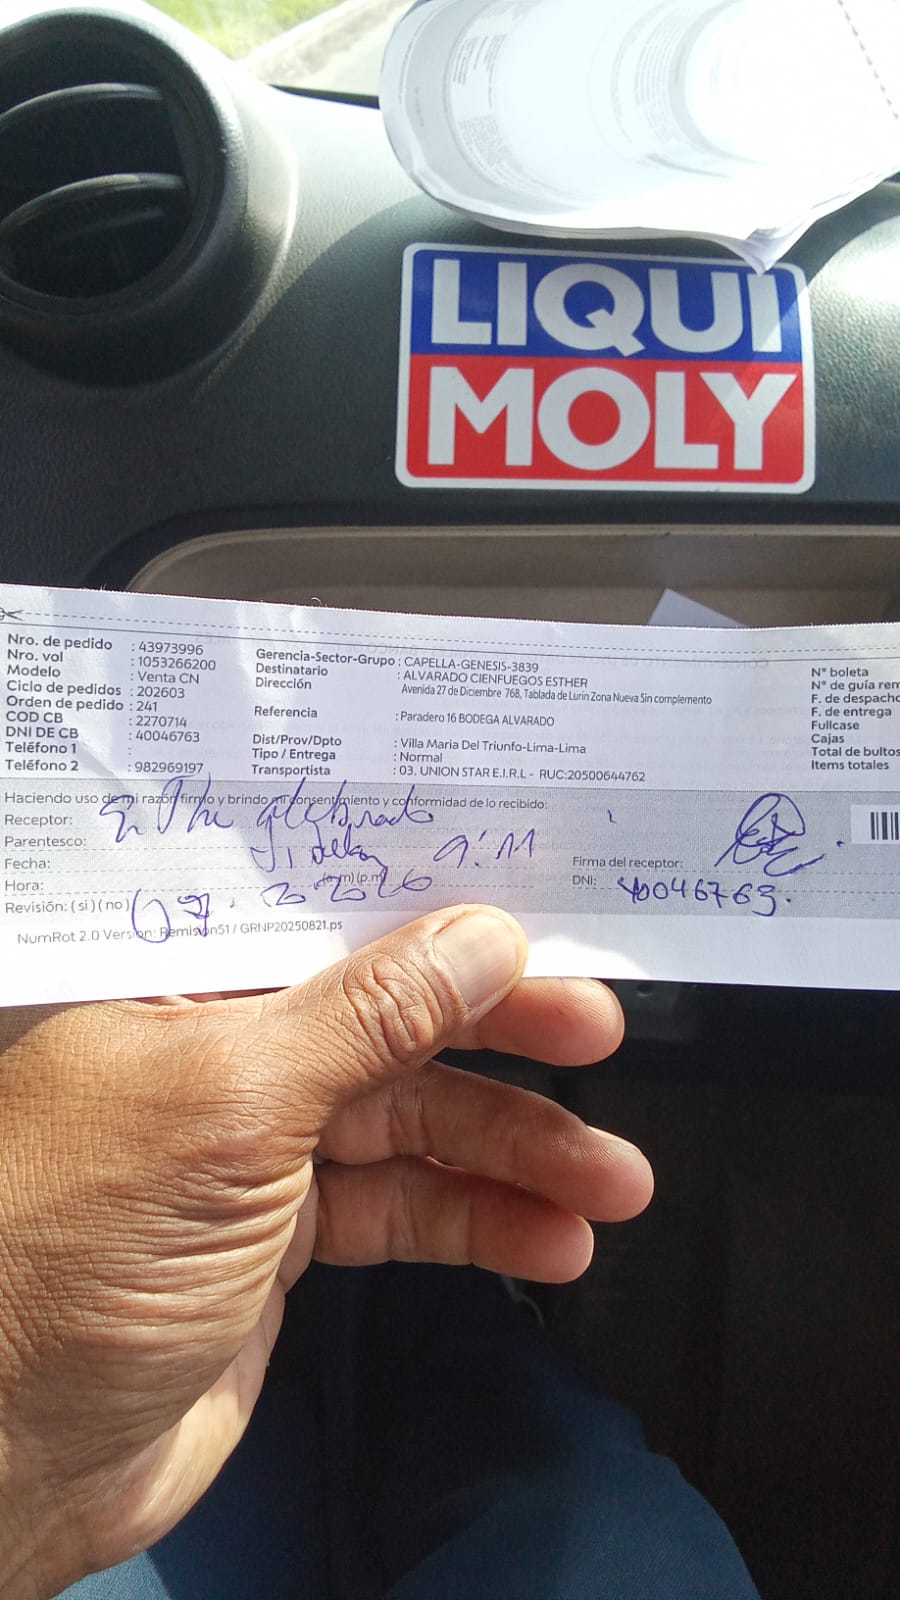 LIQUI
MOLY
Nro. de pedido : 43973996
Nro. vol : 1053266200
Modelo : Venta CN
Ciclo de pedidos : 202603
Orden de pedido : 241
COD CB : 2270714
DNI DE CB : 40046763
Teléfono 1 :
Teléfono 2 : 982969197
Gerencia-Sector-Grupo : CAPELLA-GENESIS-3839
Destinatario : ALVARADO CIENFUEGOS ESTHER
Dirección Avenida 27 de Diciembre 768, Tablada de Lurin Zona Nueva Sin complemento
Referencia : Paradero 16 BODEGA ALVARADO
Dist/Prov/Dpto : Villa Maria Del Triunfo-Lima-Lima
Tipo / Entrega : Normal
Transportista : 03. UNION STAR E.I.R.L - RUC:20500644762
N° boleta
N° de guía rem
F. de despacho
F. de entrega
Fullcase
Cajas
Total de bultos
Items totales
Haciendo uso de mi razón firmo y brindo mi consentimiento y conformidad de lo recibido:
Receptor:
Parentesco:
Fecha: 9:11
Hora: (a.m) (p.m)
Revisión: ( si ) ( no )
Firma del receptor:
DNI: 40046763.
NumRot 2.0 Version: Remision51 / GRNP20250821.ps